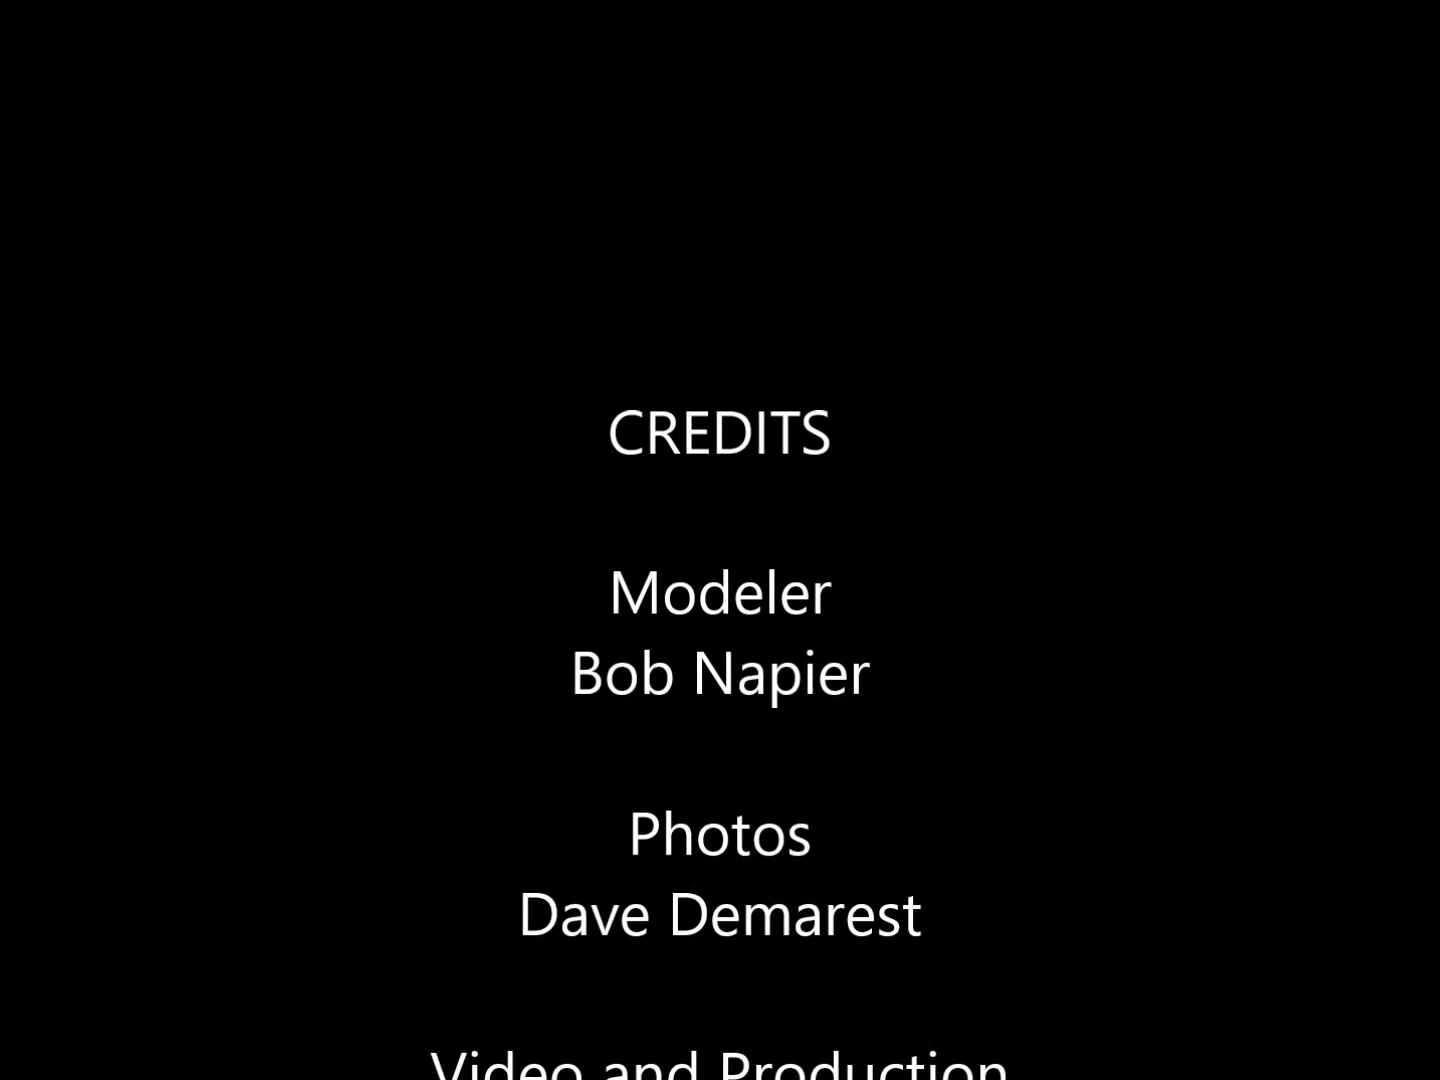 CREDITS
Modeler
Bob Napier
Photos
Dave Demarest
Video and Production